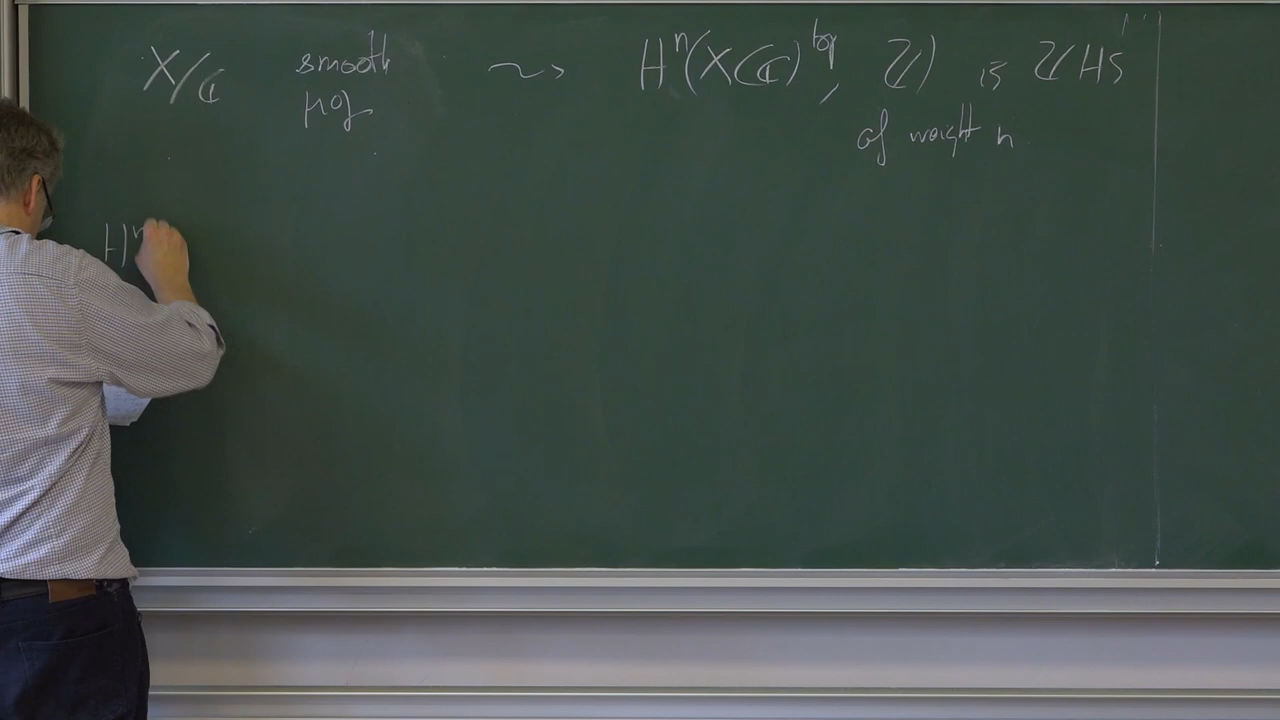 X/ℂ smooth ⇝ Hⁿ(X(ℂ)^top, ℤ) is ℤHS
proj of weight n
Hⁿ